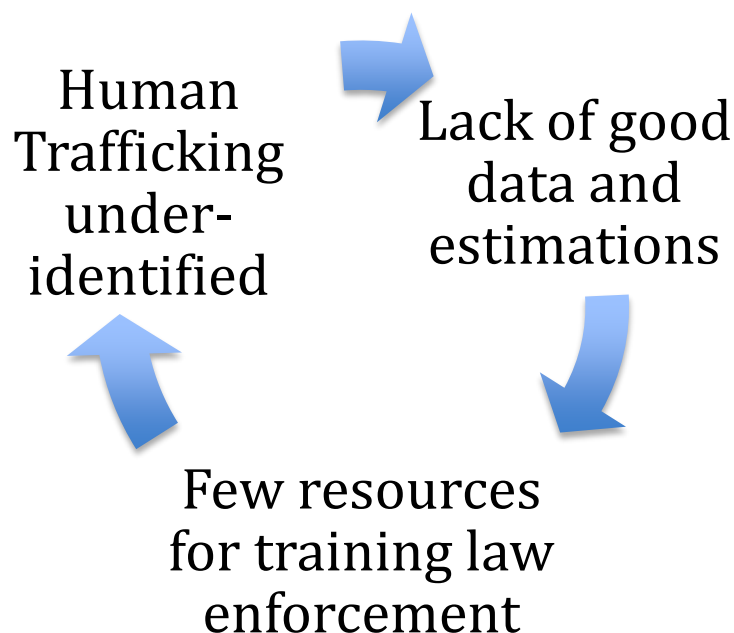 Human
Trafficking
under-
identified
Lack of good
data and
estimations
Few resources
for training law
enforcement